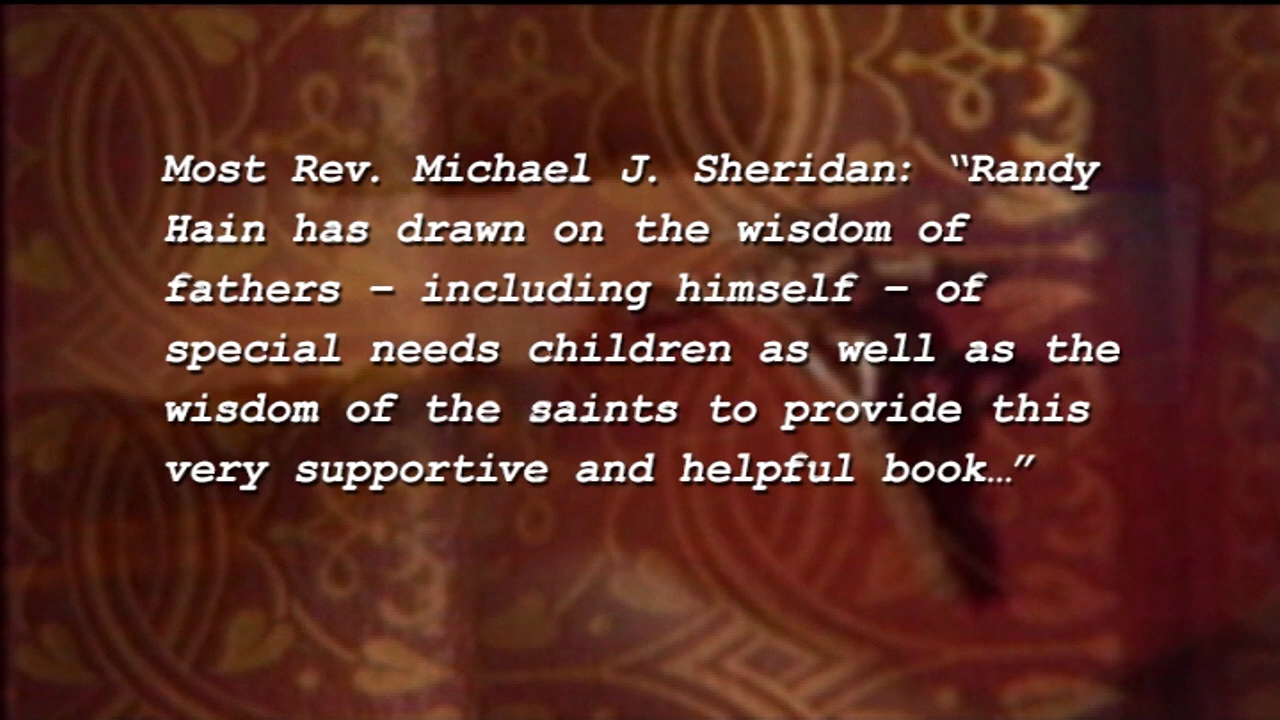 Most Rev. Michael J. Sheridan: “Randy
Hain has drawn on the wisdom of
fathers – including himself – of
special needs children as well as the
wisdom of the saints to provide this
very supportive and helpful book…”